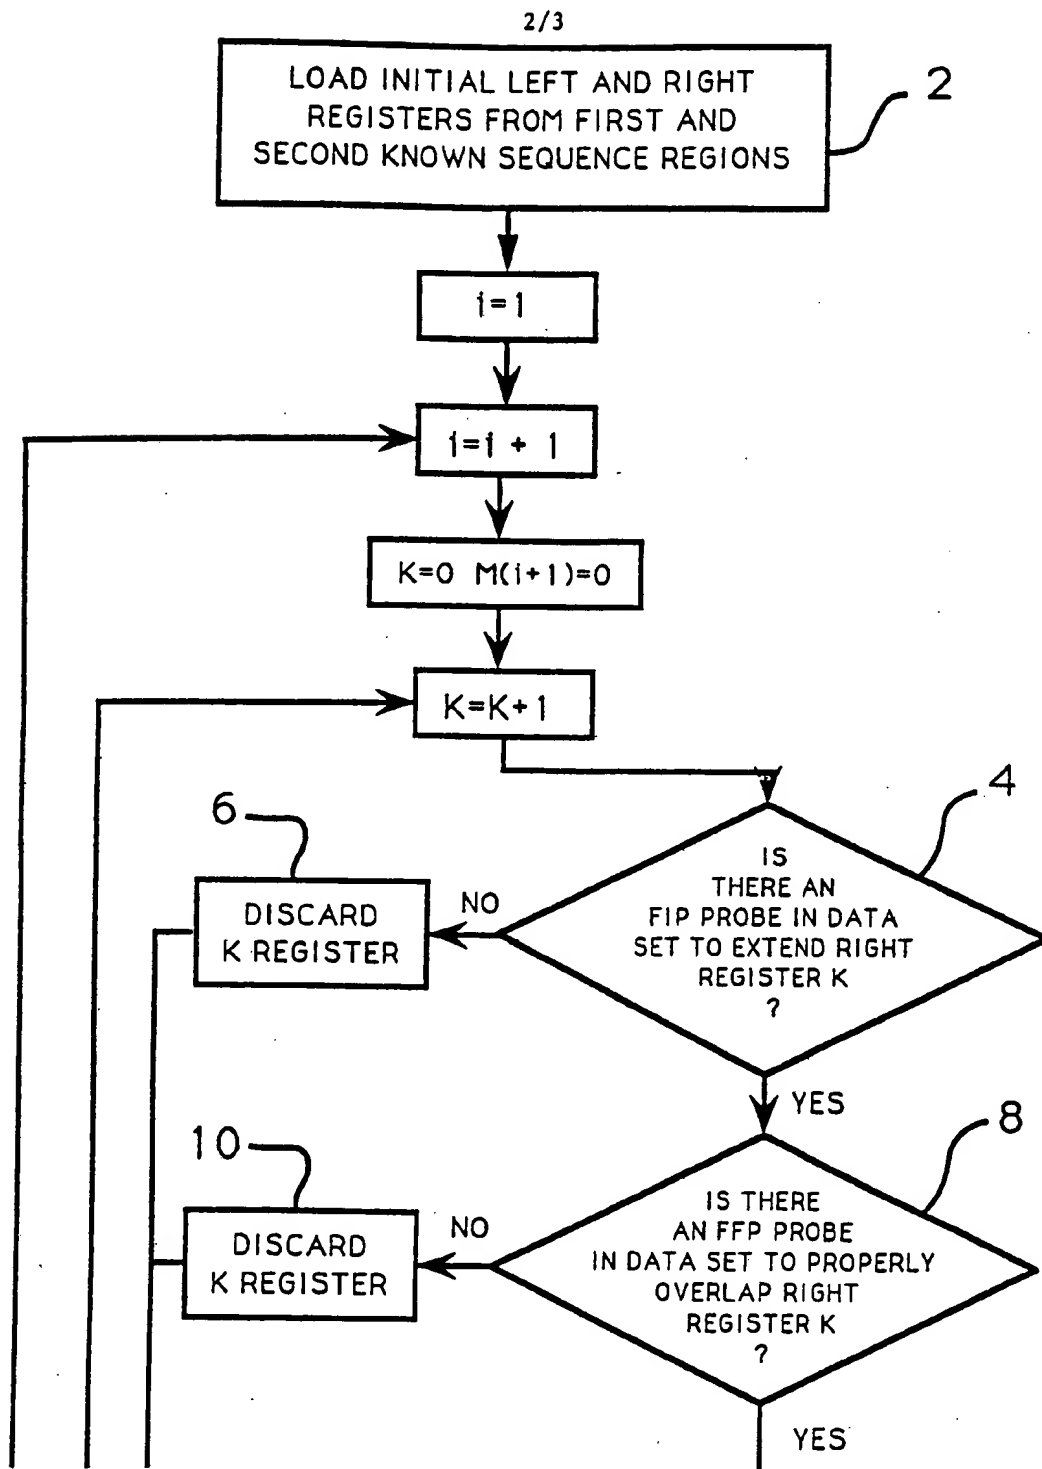 2/3
LOAD INITIAL LEFT AND RIGHT
REGISTERS FROM FIRST AND
SECOND KNOWN SEQUENCE REGIONS
2
i=1
i=i + 1
K=0 M(i+1)=0
K=K+1
4
6
IS
THERE AN
FIP PROBE IN DATA
SET TO EXTEND RIGHT
REGISTER K
?
NO
DISCARD
K REGISTER
YES
8
10
IS THERE
AN FFP PROBE
IN DATA SET TO PROPERLY
OVERLAP RIGHT
REGISTER K
?
NO
DISCARD
K REGISTER
YES